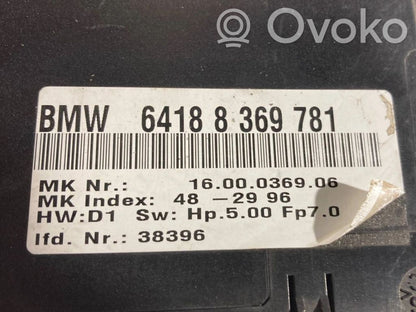 Ovoko
BMW 6418 8 369 781
MK Nr.: 16.00.0369.06
MK Index: 48 -29 96
HW:D1 Sw: Hp.5.00 Fp7.0
lfd. Nr.: 38396